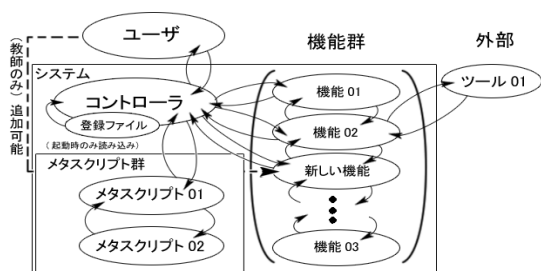 ユーザ
機能群
外部
(教師のみ)
追加可能
システム
コントローラ
登録ファイル
(起動時のみ読み込み)
機能 01
ツール 01
機能 02
メタスクリプト群
新しい機能
メタスクリプト 01
メタスクリプト 02
機能 03